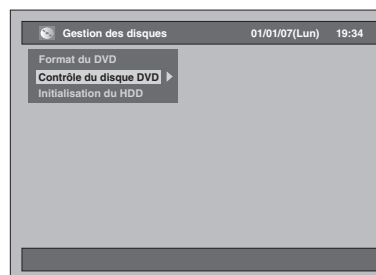 Gestion des disques 01/01/07(Lun) 19:34
Format du DVD
Contrôle du disque DVD
Initialisation du HDD